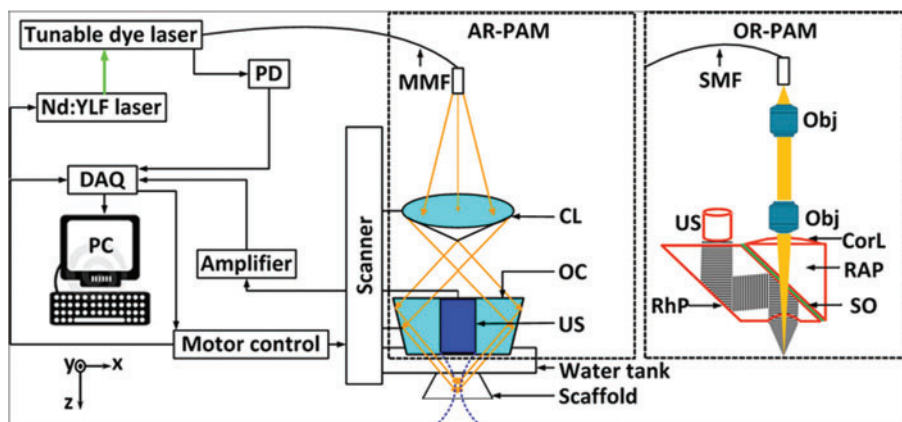 AR-PAM
OR-PAM
Tunable dye laser
MMF
SMF
PD
Nd:YLF laser
Obj
DAQ
CL
Obj
US
CorL
PC
Scanner
Amplifier
OC
RAP
RhP
SO
US
Motor control
y
x
z
Water tank
Scaffold